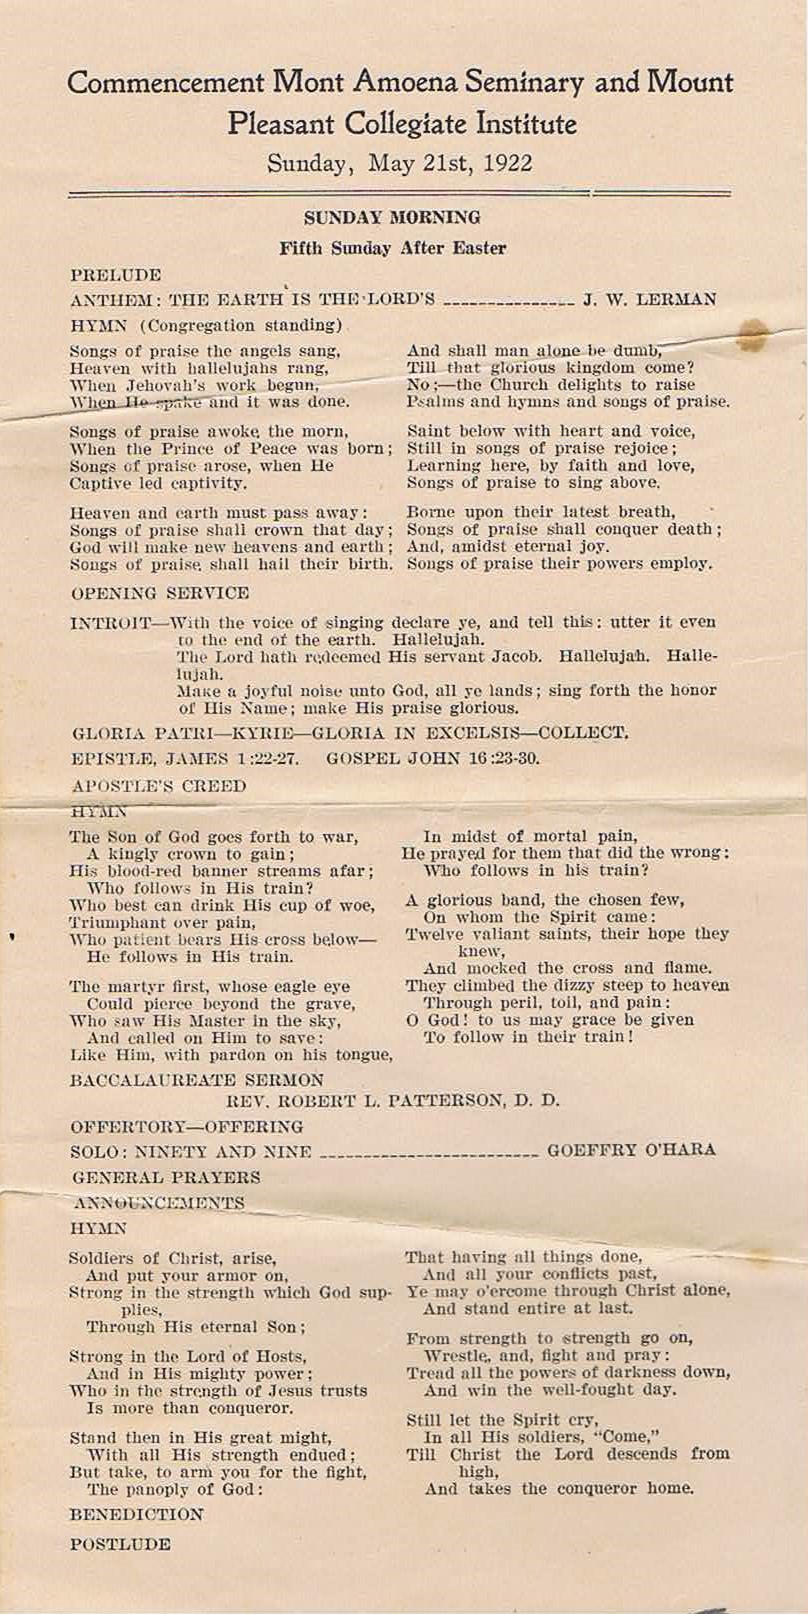 Commencement Mont Amoena Seminary and Mount
Pleasant Collegiate Institute
Sunday, May 21st, 1922
SUNDAY MORNING
Fifth Sunday After Easter
PRELUDE
ANTHEM: THE EARTH IS THE LORD'S _______________ J. W. LERMAN
HYMN (Congregation standing)
Songs of praise the angels sang,
Heaven with hallelujahs rang,
When Jehovah's work begun,
When He spake and it was done.
Songs of praise awoke the morn,
When the Prince of Peace was born;
Songs of praise arose, when He
Captive led captivity.
Heaven and earth must pass away:
Songs of praise shall crown that day;
God will make new heavens and earth;
Songs of praise shall hail their birth.
And shall man alone be dumb,
Till that glorious kingdom come?
No;—the Church delights to raise
Psalms and hymns and songs of praise.
Saint below with heart and voice,
Still in songs of praise rejoice;
Learning here, by faith and love,
Songs of praise to sing above.
Borne upon their latest breath,
Songs of praise shall conquer death;
And, amidst eternal joy.
Songs of praise their powers employ.
OPENING SERVICE
INTROIT—With the voice of singing declare ye, and tell this: utter it even
to the end of the earth. Hallelujah.
The Lord hath redeemed His servant Jacob. Hallelujah. Halle-
lujah.
Make a joyful noise unto God, all ye lands; sing forth the honor
of His Name; make His praise glorious.
GLORIA PATRI—KYRIE—GLORIA IN EXCELSIS—COLLECT.
EPISTLE, JAMES 1:22-27. GOSPEL JOHN 16:23-30.
APOSTLE'S CREED
HYMN
The Son of God goes forth to war,
A kingly crown to gain;
His blood-red banner streams afar;
Who follows in His train?
Who best can drink His cup of woe,
Triumphant over pain,
Who patient bears His cross below—
He follows in His train.
The martyr first, whose eagle eye
Could pierce beyond the grave,
Who saw His Master in the sky,
And called on Him to save:
Like Him, with pardon on his tongue,
In midst of mortal pain,
He prayed for them that did the wrong:
Who follows in his train?
A glorious band, the chosen few,
On whom the Spirit came:
Twelve valiant saints, their hope they
knew,
And mocked the cross and flame.
They climbed the dizzy steep to heaven
Through peril, toil, and pain:
O God! to us may grace be given
To follow in their train!
BACCALAUREATE SERMON
REV. ROBERT L. PATTERSON, D. D.
OFFERTORY—OFFERING
SOLO: NINETY AND NINE _________________________ GOEFFRY O'HARA
GENERAL PRAYERS
ANNOUNCEMENTS
HYMN
Soldiers of Christ, arise,
And put your armor on,
Strong in the strength which God sup-
plies,
Through His eternal Son;
Strong in the Lord of Hosts,
And in His mighty power;
Who in the strength of Jesus trusts
Is more than conqueror.
Stand then in His great might,
With all His strength endued;
But take, to arm you for the fight,
The panoply of God:
That having all things done,
And all your conflicts past,
Ye may o'ercome through Christ alone,
And stand entire at last.
From strength to strength go on,
Wrestle, and, fight and pray:
Tread all the powers of darkness down,
And win the well-fought day.
Still let the Spirit cry,
In all His soldiers, "Come,"
Till Christ the Lord descends from
high,
And takes the conqueror home.
BENEDICTION
POSTLUDE